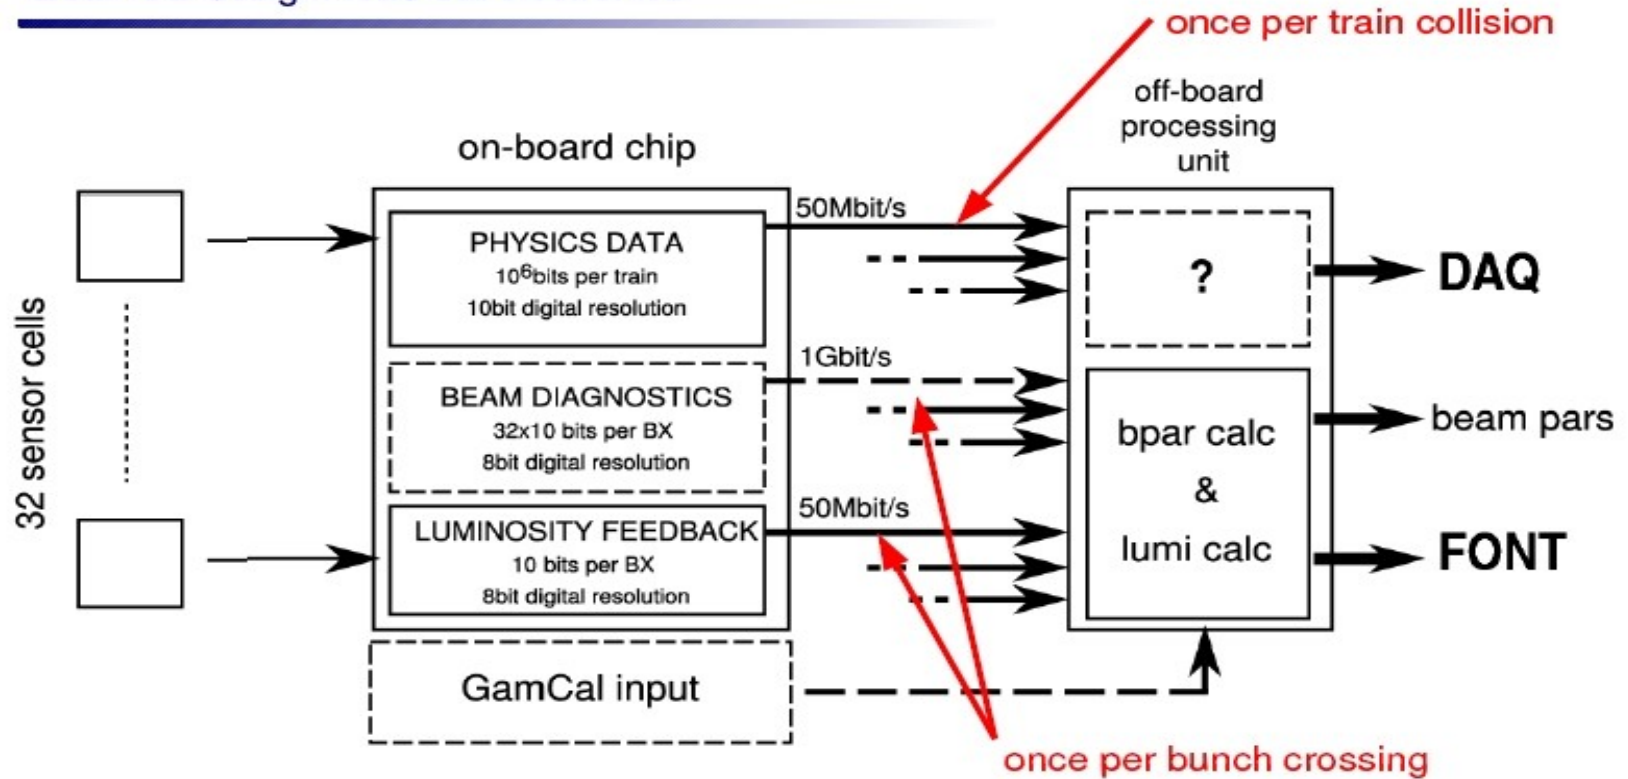 once per train collision
off-board
processing
unit
on-board chip
32 sensor cells
PHYSICS DATA
10⁶bits per train
10bit digital resolution
50Mbit/s
?
DAQ
BEAM DIAGNOSTICS
32x10 bits per BX
8bit digital resolution
1Gbit/s
bpar calc
&
lumi calc
beam pars
LUMINOSITY FEEDBACK
10 bits per BX
8bit digital resolution
50Mbit/s
FONT
GamCal input
once per bunch crossing